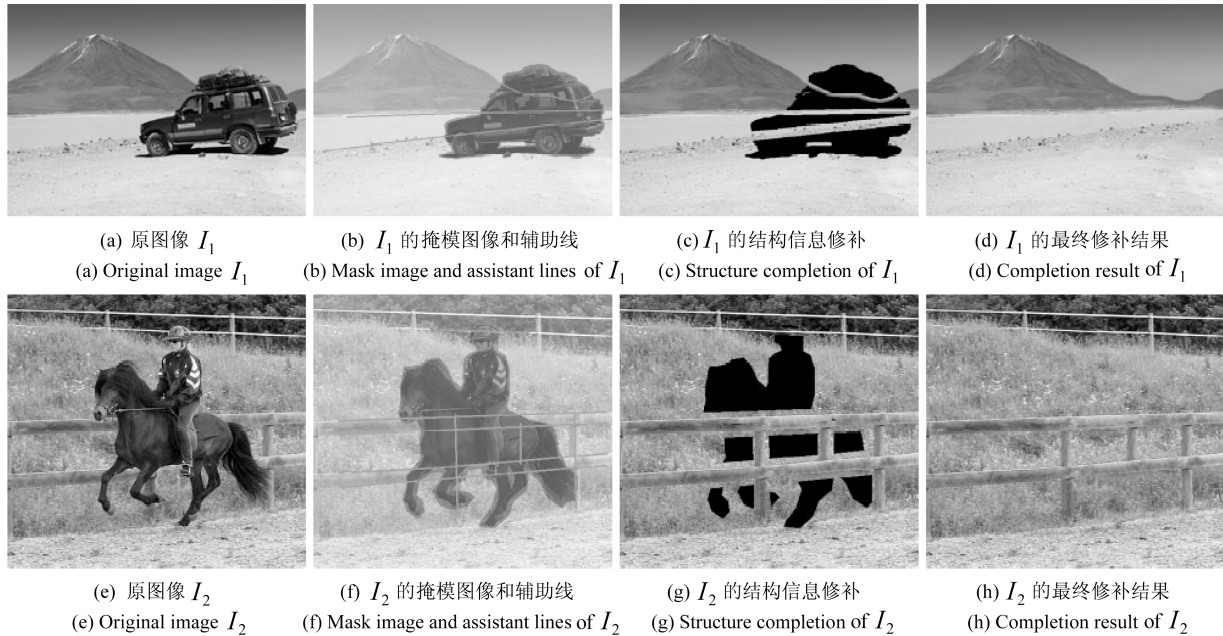 (a) 原图像 I₁
(b) I₁ 的掩模图像和辅助线
(c) I₁ 的结构信息修补
(d) I₁ 的最终修补结果
(a) Original image I₁
(b) Mask image and assistant lines of I₁
(c) Structure completion of I₁
(d) Completion result of I₁
(e) 原图像 I₂
(f) I₂ 的掩模图像和辅助线
(g) I₂ 的结构信息修补
(h) I₂ 的最终修补结果
(e) Original image I₂
(f) Mask image and assistant lines of I₂
(g) Structure completion of I₂
(h) Completion result of I₂